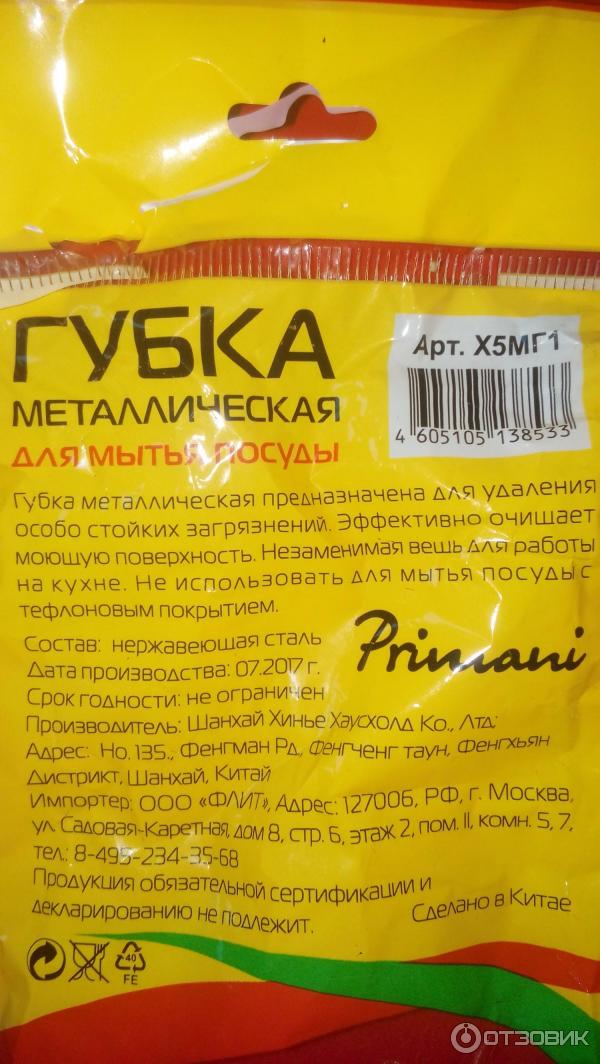 ГУБКА
МЕТАЛЛИЧЕСКАЯ
ДЛЯ МЫТЬЯ ПОСУДЫ
Арт. Х5МГ1
4 605105 138533
Губка металлическая предназначена для удаления
особо стойких загрязнений. Эффективно очищает
моющую поверхность. Незаменимая вещь для работы
на кухне. Не использовать для мытья посуды с
тефлоновым покрытием.
Состав: нержавеющая сталь
Дата производства: 07.2017 г.
Срок годности: не ограничен
Primani
Производитель: Шанхай Хинье Хаусхолд Ко., Лтд.
Адрес: Но. 135., Фенгман Рд, Фенгченг таун, Фенгхьян
Дистрикт, Шанхай, Китай
Импортер: ООО «ФЛИТ», Адрес: 127006, РФ, г. Москва,
ул. Садовая-Каретная, дом 8, стр. 6, этаж 2, пом. II, комн. 5, 7,
тел.: 8-495-234-35-68
Продукция обязательной сертификации и
декларированию не подлежит.
Сделано в Китае
40
FE
ОТЗОВИК